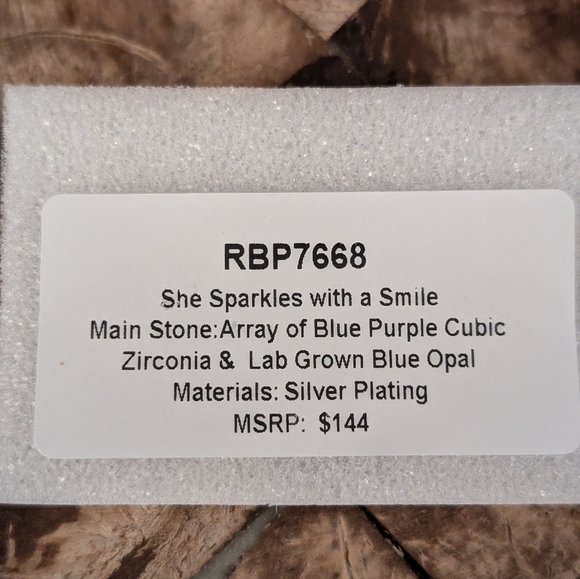 RBP7668
She Sparkles with a Smile
Main Stone:Array of Blue Purple Cubic
Zirconia & Lab Grown Blue Opal
Materials: Silver Plating
MSRP: $144